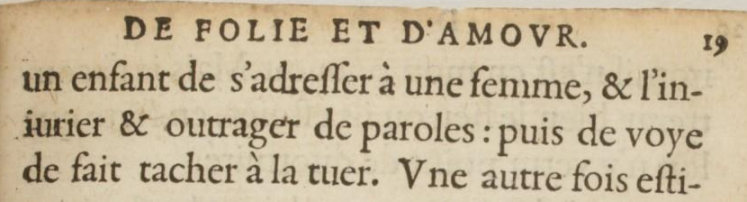 DE FOLIE ET D'AMOVR. 19
un enfant de s'adreſſer à une femme, & l'in-
iurier & outrager de paroles : puis de voye
de fait tacher à la tuer. Vne autre fois eſti-